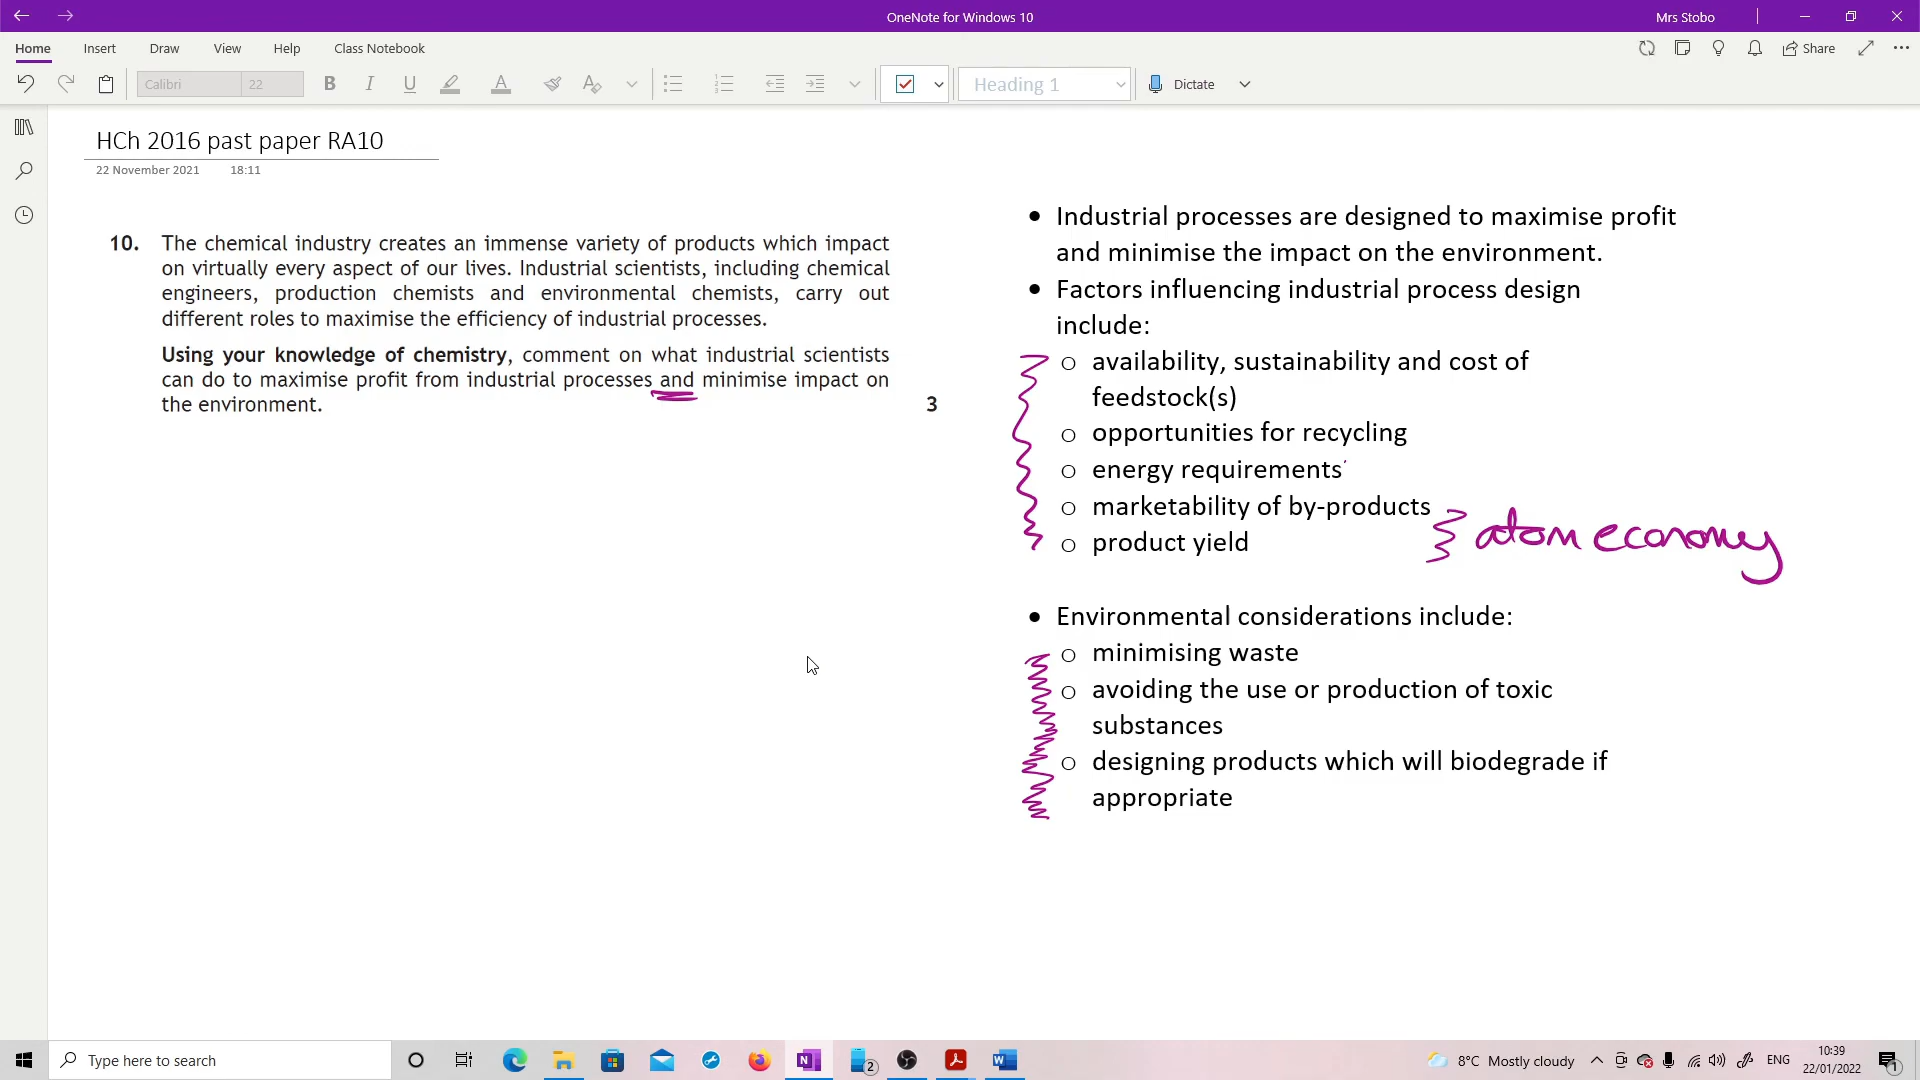 OneNote for Windows 10
Mrs Stobo
Home Insert Draw View Help Class Notebook
Share
Calibri 22 B I U A Heading 1 Dictate
HCh 2016 past paper RA10
22 November 2021 18:11
10. The chemical industry creates an immense variety of products which impact
on virtually every aspect of our lives. Industrial scientists, including chemical
engineers, production chemists and environmental chemists, carry out
different roles to maximise the efficiency of industrial processes.
Using your knowledge of chemistry, comment on what industrial scientists
can do to maximise profit from industrial processes and minimise impact on
the environment. 3
• Industrial processes are designed to maximise profit
and minimise the impact on the environment.
• Factors influencing industrial process design
include:
o availability, sustainability and cost of
feedstock(s)
o opportunities for recycling
o energy requirements
o marketability of by-products
o product yield
atom economy
• Environmental considerations include:
o minimising waste
o avoiding the use or production of toxic
substances
o designing products which will biodegrade if
appropriate
Type here to search
2
8°C Mostly cloudy
ENG
10:39
22/01/2022
1